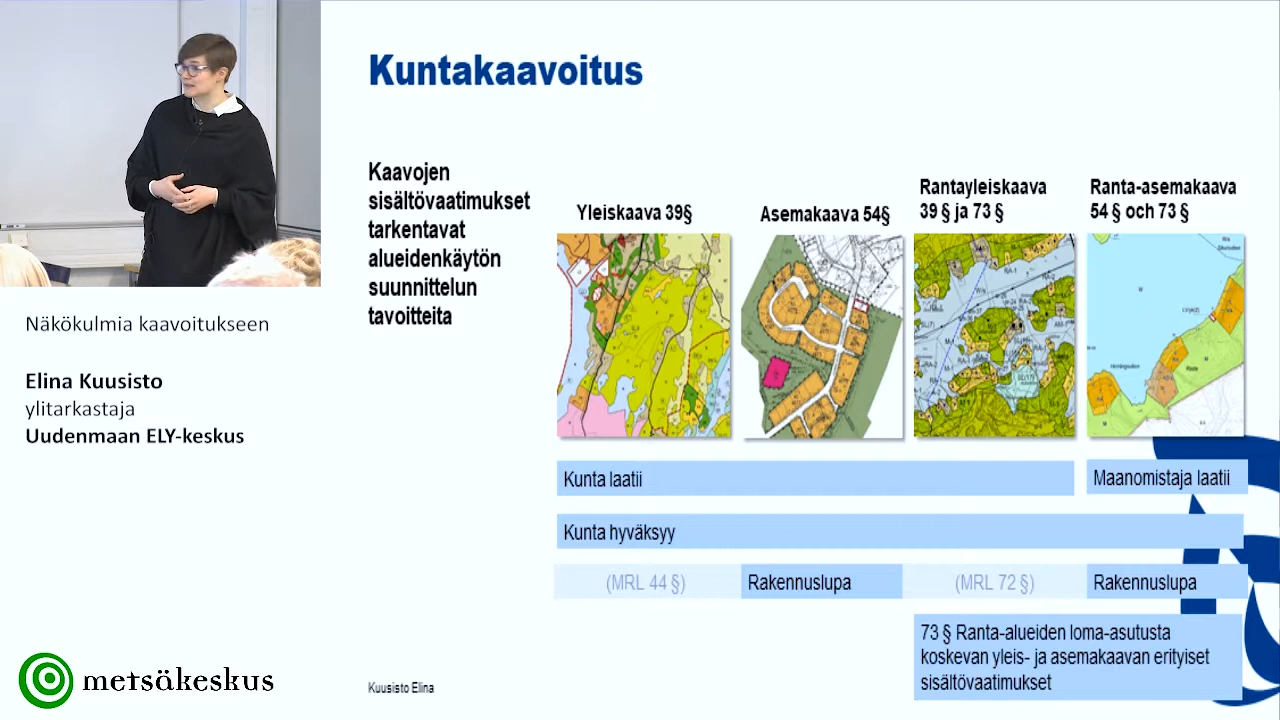 Kuntakaavoitus
Kaavojen
sisältövaatimukset
tarkentavat
alueidenkäytön
suunnittelun
tavoitteita
Yleiskaava 39§
Asemakaava 54§
Rantayleiskaava
39 § ja 73 §
Ranta-asemakaava
54 § och 73 §
Kunta laatii
Maanomistaja laatii
Kunta hyväksyy
(MRL 44 §)
Rakennuslupa
(MRL 72 §)
Rakennuslupa
73 § Ranta-alueiden loma-asutusta
koskevan yleis- ja asemakaavan erityiset
sisältövaatimukset
Kuusisto Elina
Näkökulmia kaavoitukseen
Elina Kuusisto
ylitarkastaja
Uudenmaan ELY-keskus
metsäkeskus